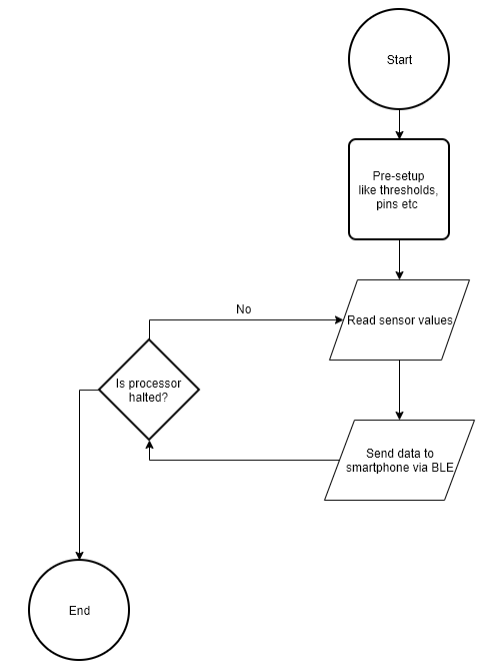 Start
Pre-setup
like thresholds,
pins etc
No
Read sensor values
Is processor
halted?
Send data to
smartphone via BLE
End